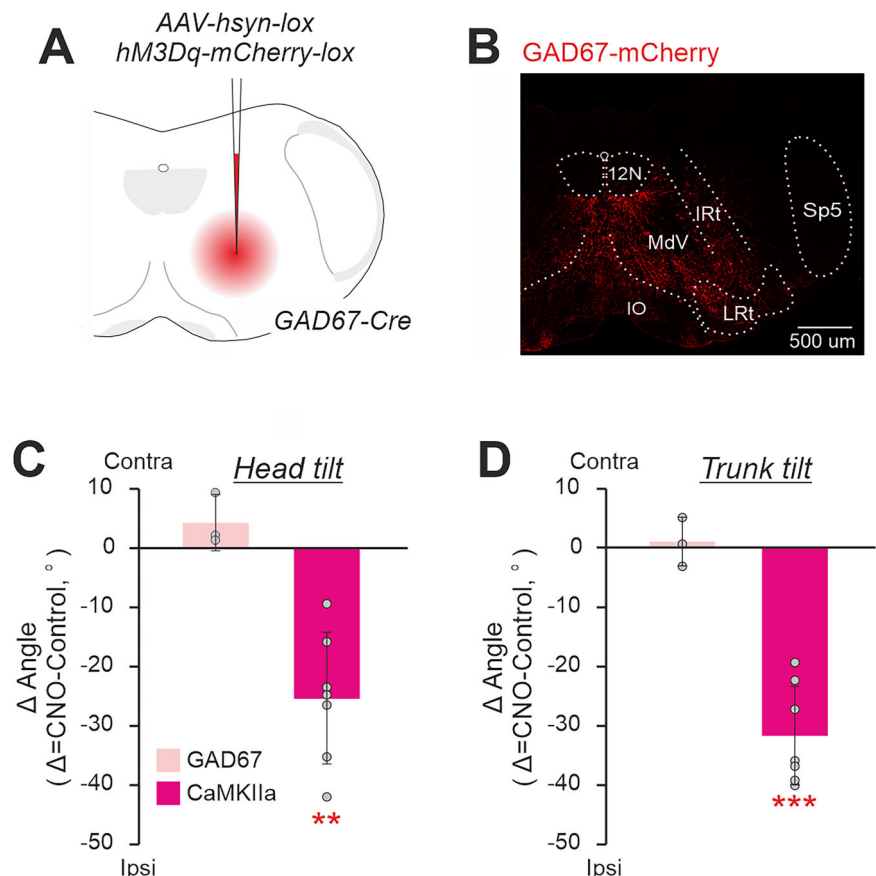 A
AAV-hsyn-lox
hM3Dq-mCherry-lox
GAD67-Cre
B
GAD67-mCherry
12N
IRt
Sp5
MdV
IO
LRt
500 um
C
Contra
Head tilt
10
0
-10
-20
-30
-40
-50
Δ Angle
( Δ=CNO-Control, ° )
GAD67
CaMKIIa
**
Ipsi
D
Contra
Trunk tilt
10
0
-10
-20
-30
-40
-50
Δ Angle
( Δ=CNO-Control, ° )
***
Ipsi